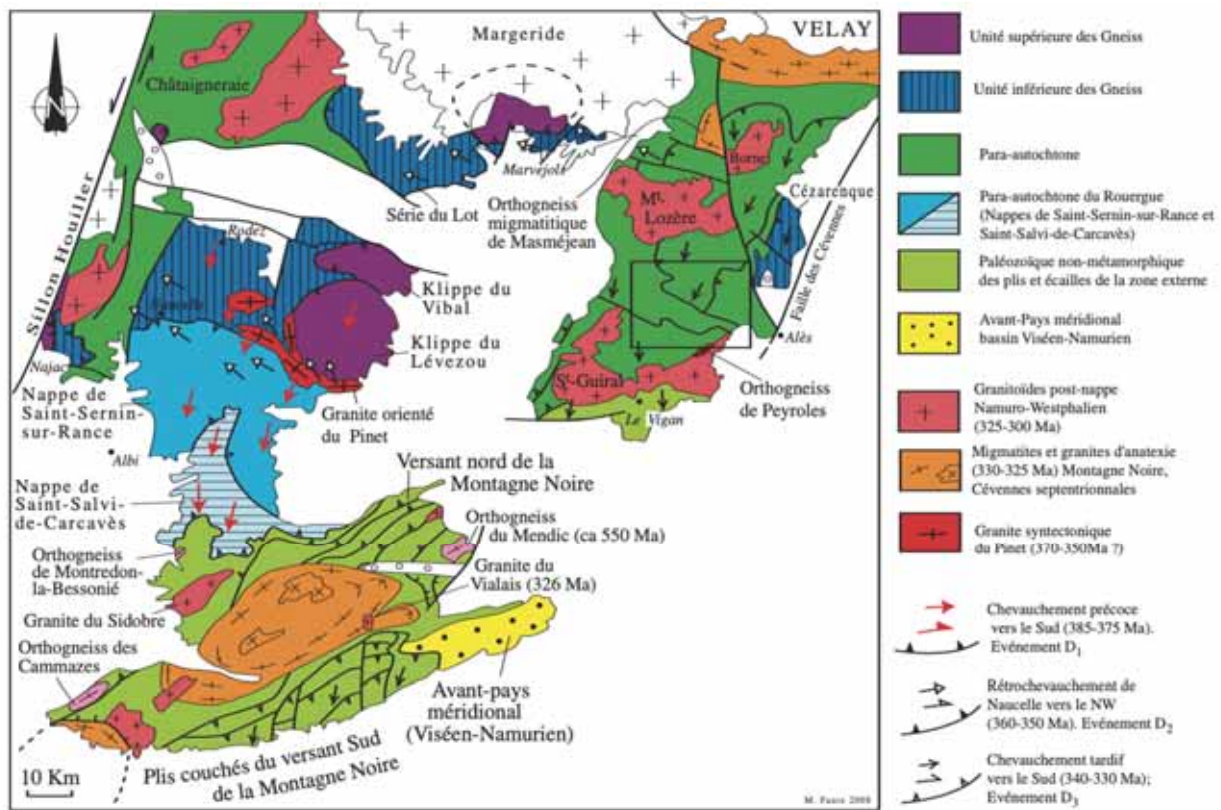 N
Châtaigneraie
Margeride
VELAY
Marvejols
Borne
Série du Lot
Orthogneiss
migmatitique
de Masméjean
Mt
Lozère
Cézarenque
Sillon Houiller
Rodez
Naucelle
Klippe du
Vibal
Klippe du
Lévezou
Faille des Cévennes
Alès
Najac
Nappe de
Saint-Sernin-
sur-Rance
Granite orienté
du Pinet
St-Guiral
Le Vigan
Orthogneiss
de Peyroles
Albi
Nappe de
Saint-Salvi-
de-Carcavès
Versant nord de la
Montagne Noire
Orthogneiss
du Mendic (ca 550 Ma)
Orthogneiss
de Montredon-
la-Bessonié
Granite du
Vialais (326 Ma)
Granite du Sidobre
Orthogneiss des
Cammazes
Avant-pays
méridional
(Viséen-Namurien)
Plis couchés du versant Sud
de la Montagne Noire
10 Km
M. Faure 2008
Unité supérieure des Gneiss
Unité inférieure des Gneiss
Para-autochtone
Para-autochtone du Rouergue
(Nappes de Saint-Sernin-sur-Rance et
Saint-Salvi-de-Carcavès)
Paléozoïque non-métamorphique
des plis et écailles de la zone externe
Avant-Pays méridional
bassin Viséen-Namurien
Granitoïdes post-nappe
Namuro-Westphalien
(325-300 Ma)
Migmatites et granites d'anatexie
(330-325 Ma) Montagne Noire,
Cévennes septentrionnales
Granite syntectonique
du Pinet (370-350Ma ?)
Chevauchement précoce
vers le Sud (385-375 Ma).
Evénement D1
Rétrochevauchement de
Naucelle vers le NW
(360-350 Ma). Evénement D2
Chevauchement tardif
vers le Sud (340-330 Ma);
Evénement D3